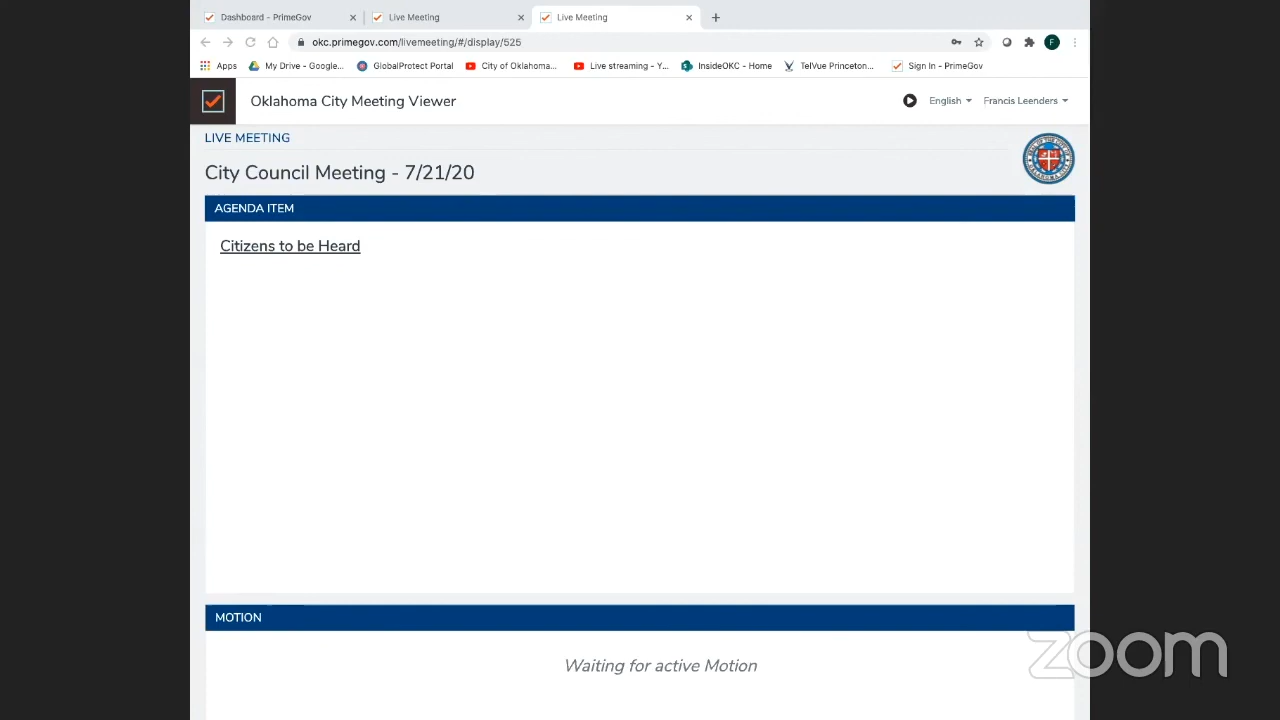 Dashboard - PrimeGov
Live Meeting
Live Meeting
okc.primegov.com/livemeeting/#/display/525
F
Apps My Drive - Google... GlobalProtect Portal City of Oklahoma... Live streaming - Y... InsideOKC - Home TelVue Princeton... Sign In - PrimeGov
Oklahoma City Meeting Viewer
English
Francis Leenders
LIVE MEETING
City Council Meeting - 7/21/20
AGENDA ITEM
Citizens to be Heard
MOTION
Waiting for active Motion
zoom